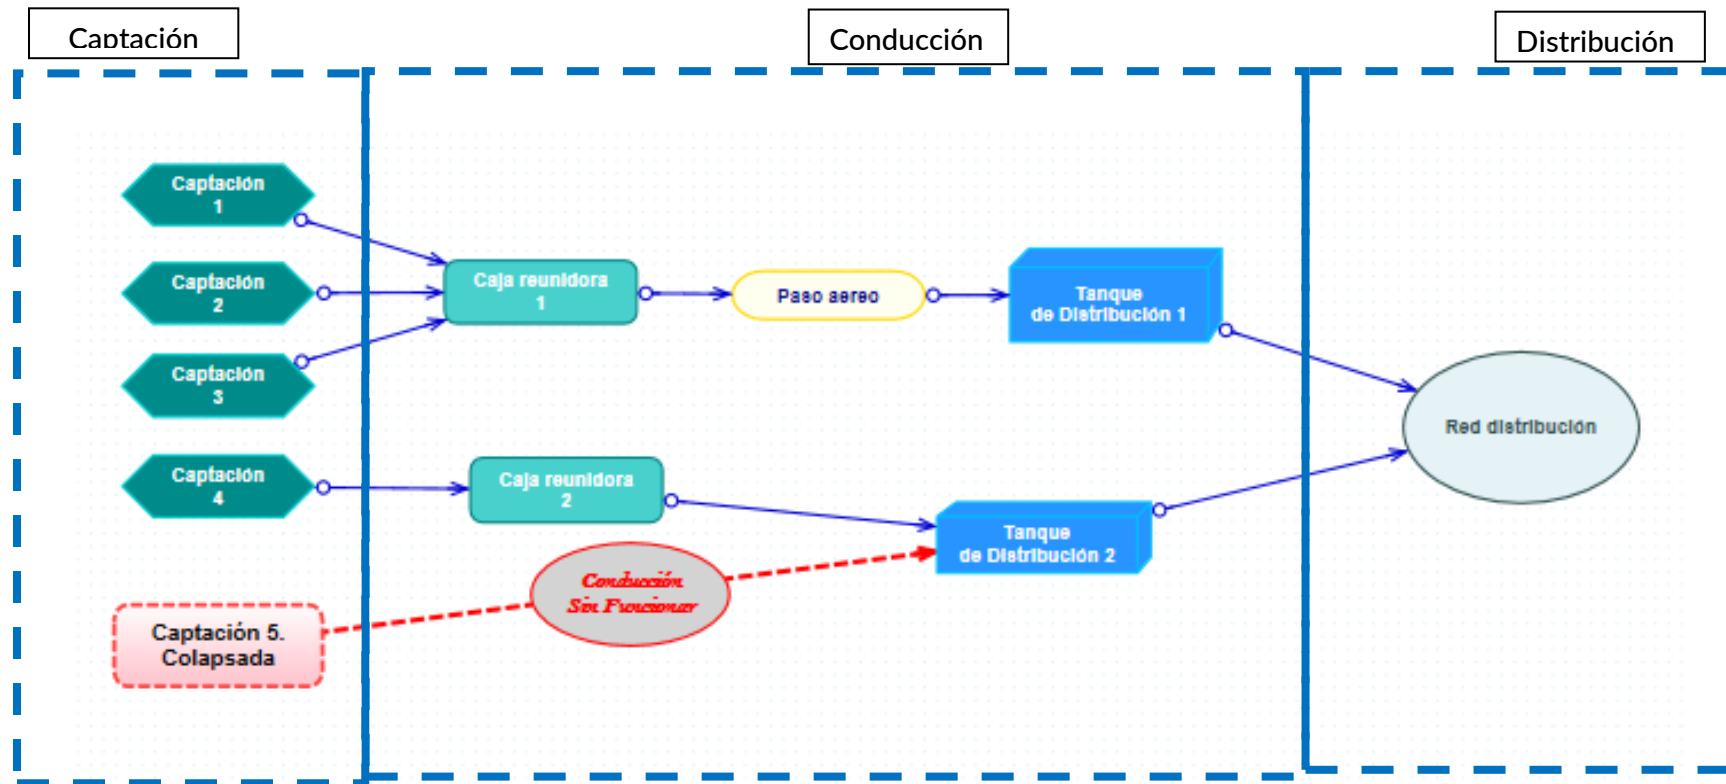 Captación
Conducción
Distribución
Captación
1
Captación
2
Captación
3
Captación
4
Captación 5.
Colapsada
Caja reunidora
1
Caja reunidora
2
Conducción
Sin Funcionar
Paso aereo
Tanque
de Distribución 1
Tanque
de Distribución 2
Red distribución